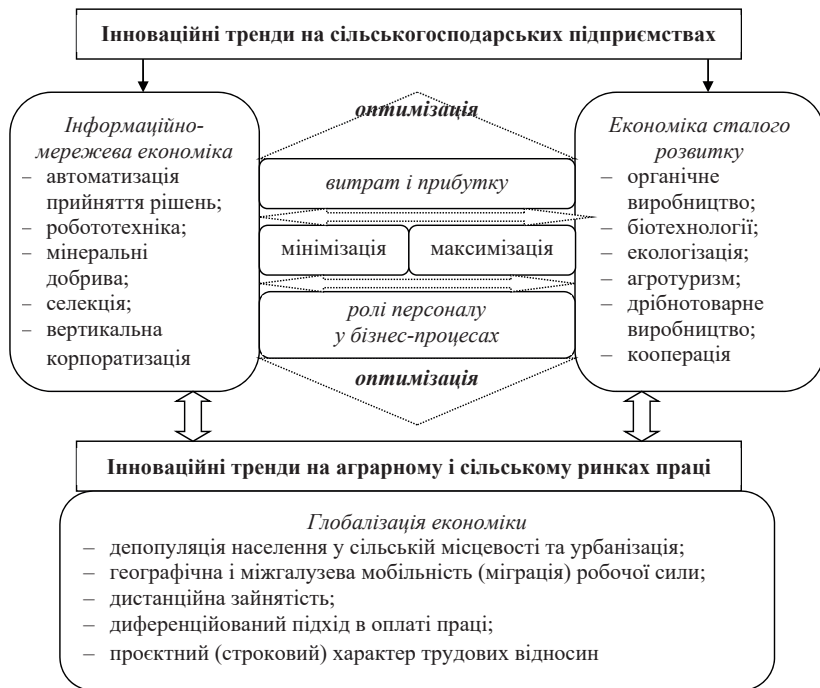 Інноваційні тренди на сільськогосподарських підприємствах
Інформаційно-
мережева економіка
– автоматизація
прийняття рішень;
– робототехніка;
– мінеральні
добрива;
– селекція;
– вертикальна
корпоратизація
оптимізація
витрат і прибутку
мінімізація
максимізація
ролі персоналу
у бізнес-процесах
оптимізація
Економіка сталого
розвитку
– органічне
виробництво;
– біотехнології;
– екологізація;
– агротуризм;
– дрібнотоварне
виробництво;
– кооперація
Інноваційні тренди на аграрному і сільському ринках праці
Глобалізація економіки
– депопуляція населення у сільській місцевості та урбанізація;
– географічна і міжгалузева мобільність (міграція) робочої сили;
– дистанційна зайнятість;
– диференційований підхід в оплаті праці;
– проєктний (строковий) характер трудових відносин